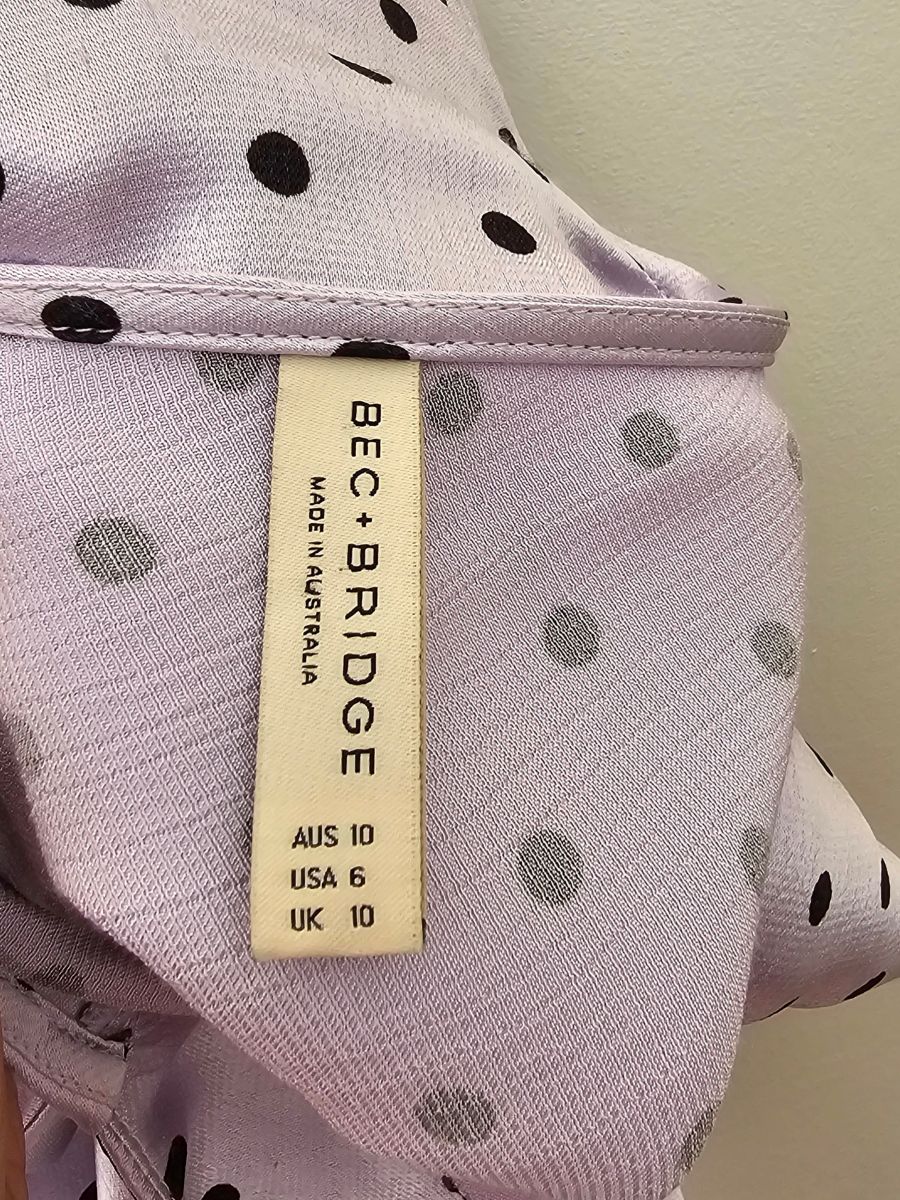 BEC+BRIDGE
MADE IN AUSTRALIA
AUS 10
USA 6
UK 10